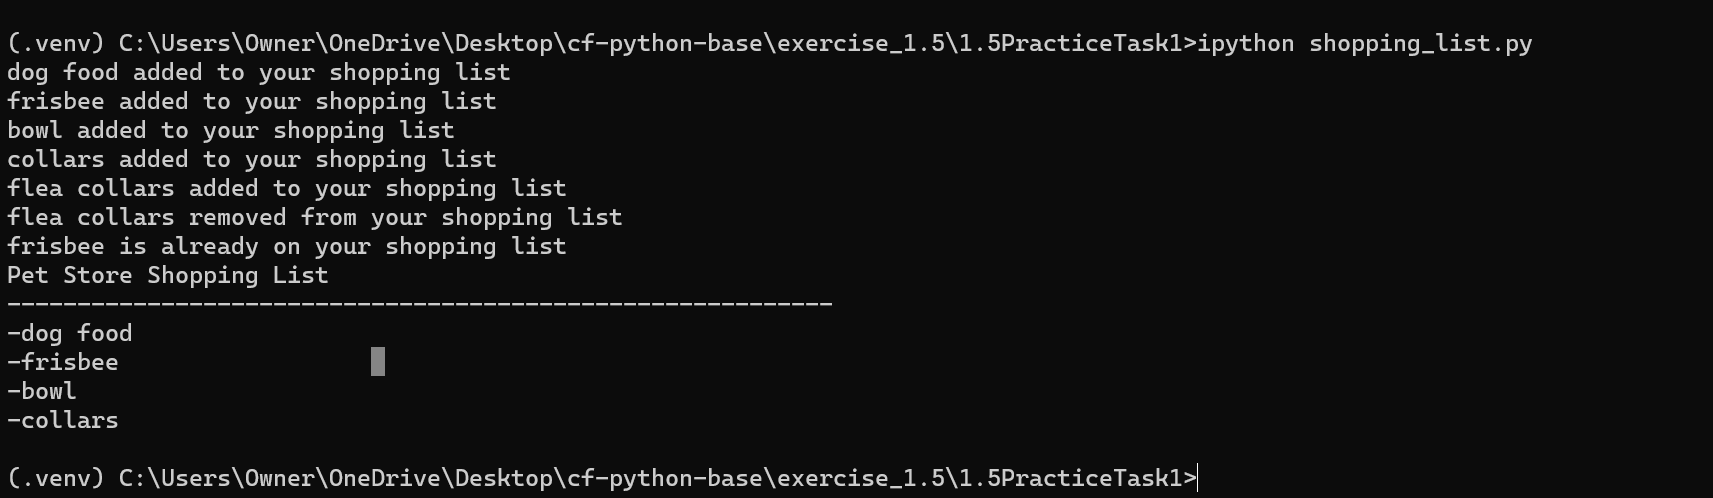 (.venv) C:\Users\Owner\OneDrive\Desktop\cf-python-base\exercise_1.5\1.5PracticeTask1>ipython shopping_list.py
dog food added to your shopping list
frisbee added to your shopping list
bowl added to your shopping list
collars added to your shopping list
flea collars added to your shopping list
flea collars removed from your shopping list
frisbee is already on your shopping list
Pet Store Shopping List
-----------------------------------------------------------
-dog food
-frisbee
-bowl
-collars
(.venv) C:\Users\Owner\OneDrive\Desktop\cf-python-base\exercise_1.5\1.5PracticeTask1>